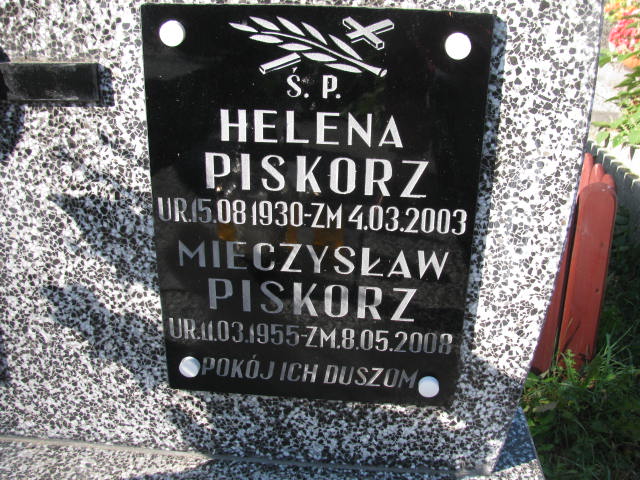 Ś. P.
HELENA
PISKORZ
UR.15.08 1930-ZM 4.03.2003
MIECZYSŁAW
PISKORZ
UR.11.03.1955-ZM.8.05.2008
POKÓJ ICH DUSZOM